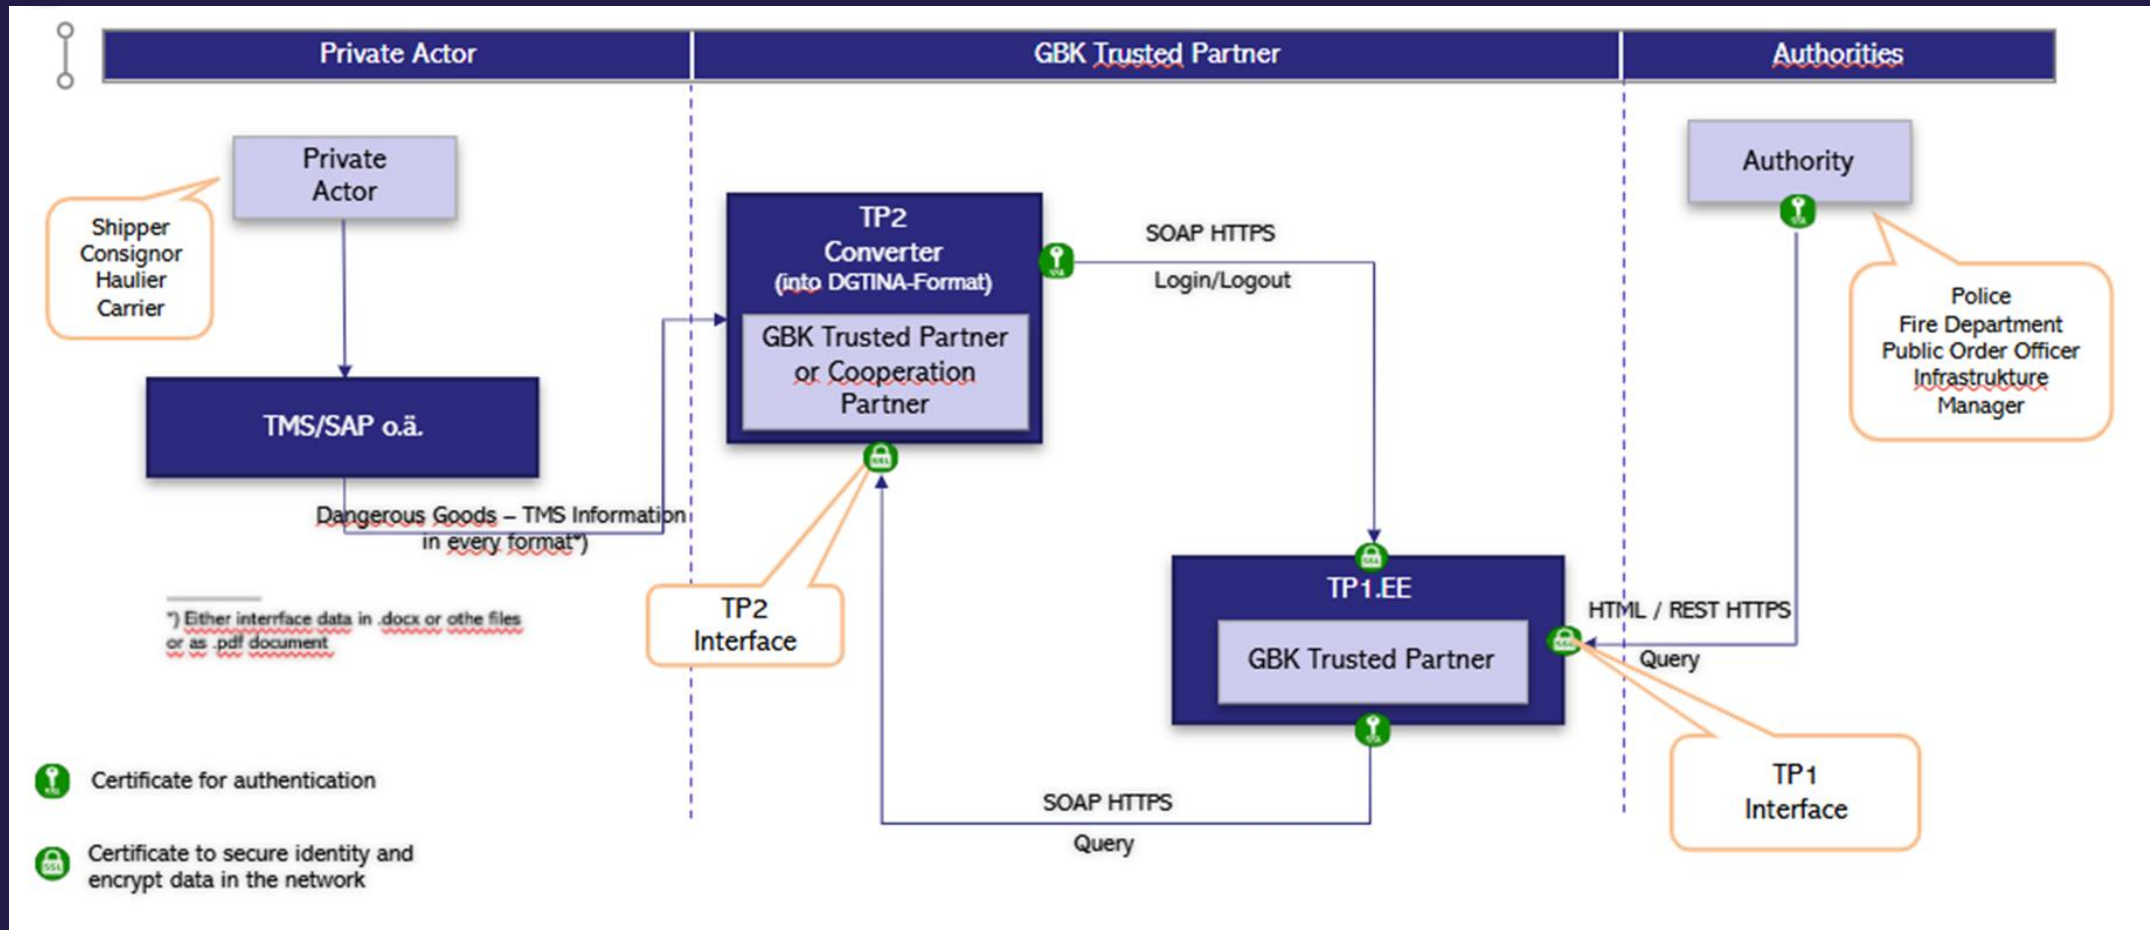 Private Actor
GBK Trusted Partner
Authorities
Private
Actor
Shipper
Consignor
Haulier
Carrier
TMS/SAP o.ä.
Dangerous Goods – TMS Information
in every format*)
*) Either interrface data in .docx or othe files
or as .pdf document
TP2
Converter
(into DGTINA-Format)
GBK Trusted Partner
or Cooperation
Partner
SOAP HTTPS
Login/Logout
TP2
Interface
TP1.EE
GBK Trusted Partner
SOAP HTTPS
Query
Authority
Police
Fire Department
Public Order Officer
Infrastrukture
Manager
HTML / REST HTTPS
Query
TP1
Interface
Certificate for authentication
SSL
Certificate to secure identity and
encrypt data in the network